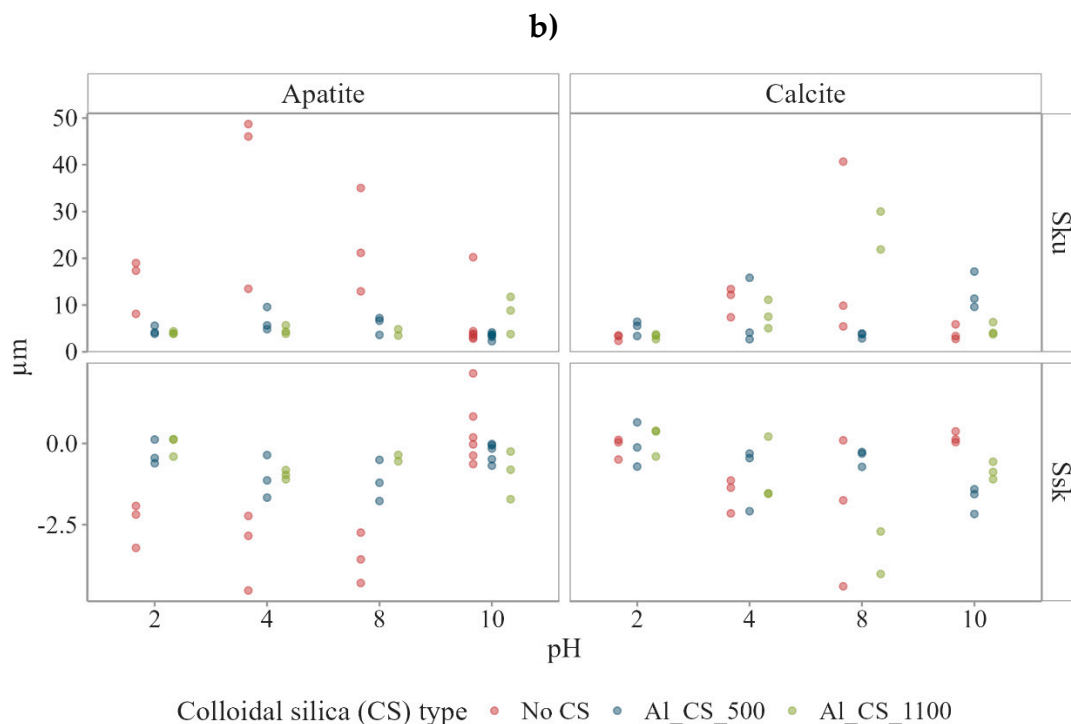 b)
Apatite
Calcite
50
40
30
20
10
0
Sku
µm
0.0
-2.5
Ssk
2 4 8 10 2 4 8 10
pH
Colloidal silica (CS) type No CS Al_CS_500 Al_CS_1100